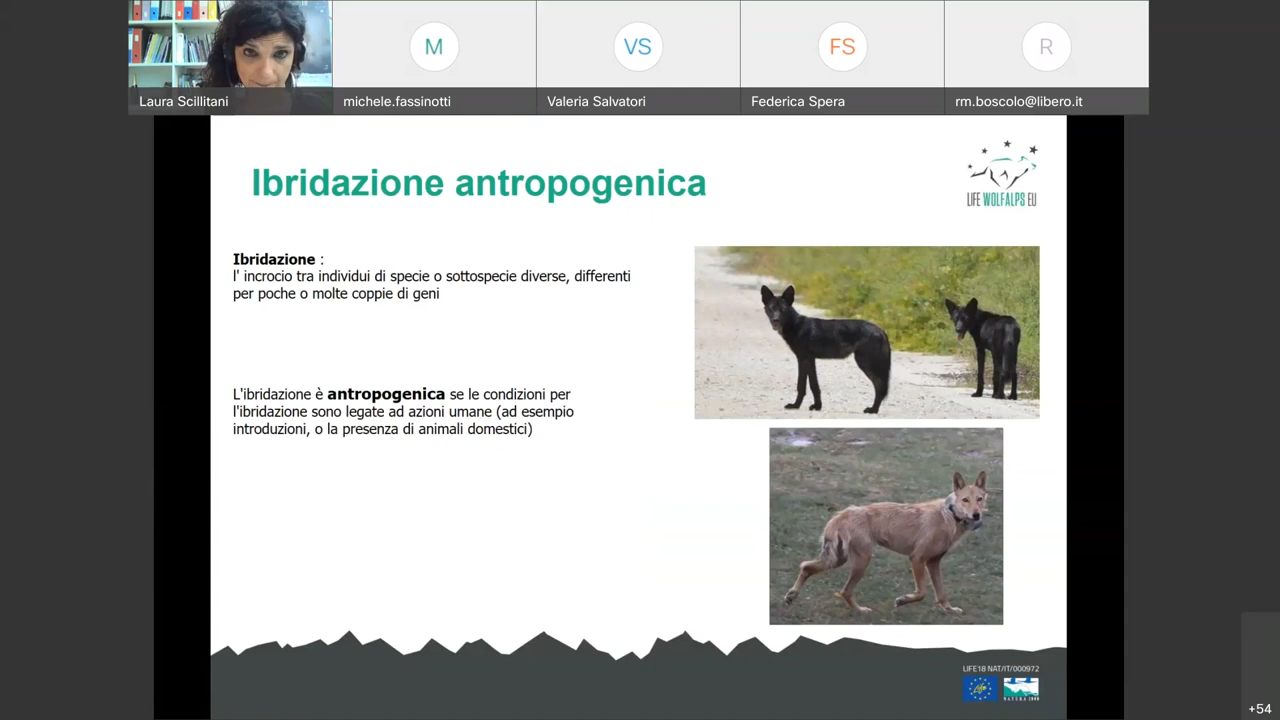 M
VS
FS
R
Laura Scillitani
michele.fassinotti
Valeria Salvatori
Federica Spera
rm.boscolo@libero.it
Ibridazione antropogenica
LIFE WOLFALPS EU
Ibridazione :
l' incrocio tra individui di specie o sottospecie diverse, differenti
per poche o molte coppie di geni
L'ibridazione è antropogenica se le condizioni per
l'ibridazione sono legate ad azioni umane (ad esempio
introduzioni, o la presenza di animali domestici)
LIFE18 NAT/IT/000972
Life
NATURA 2000
+54